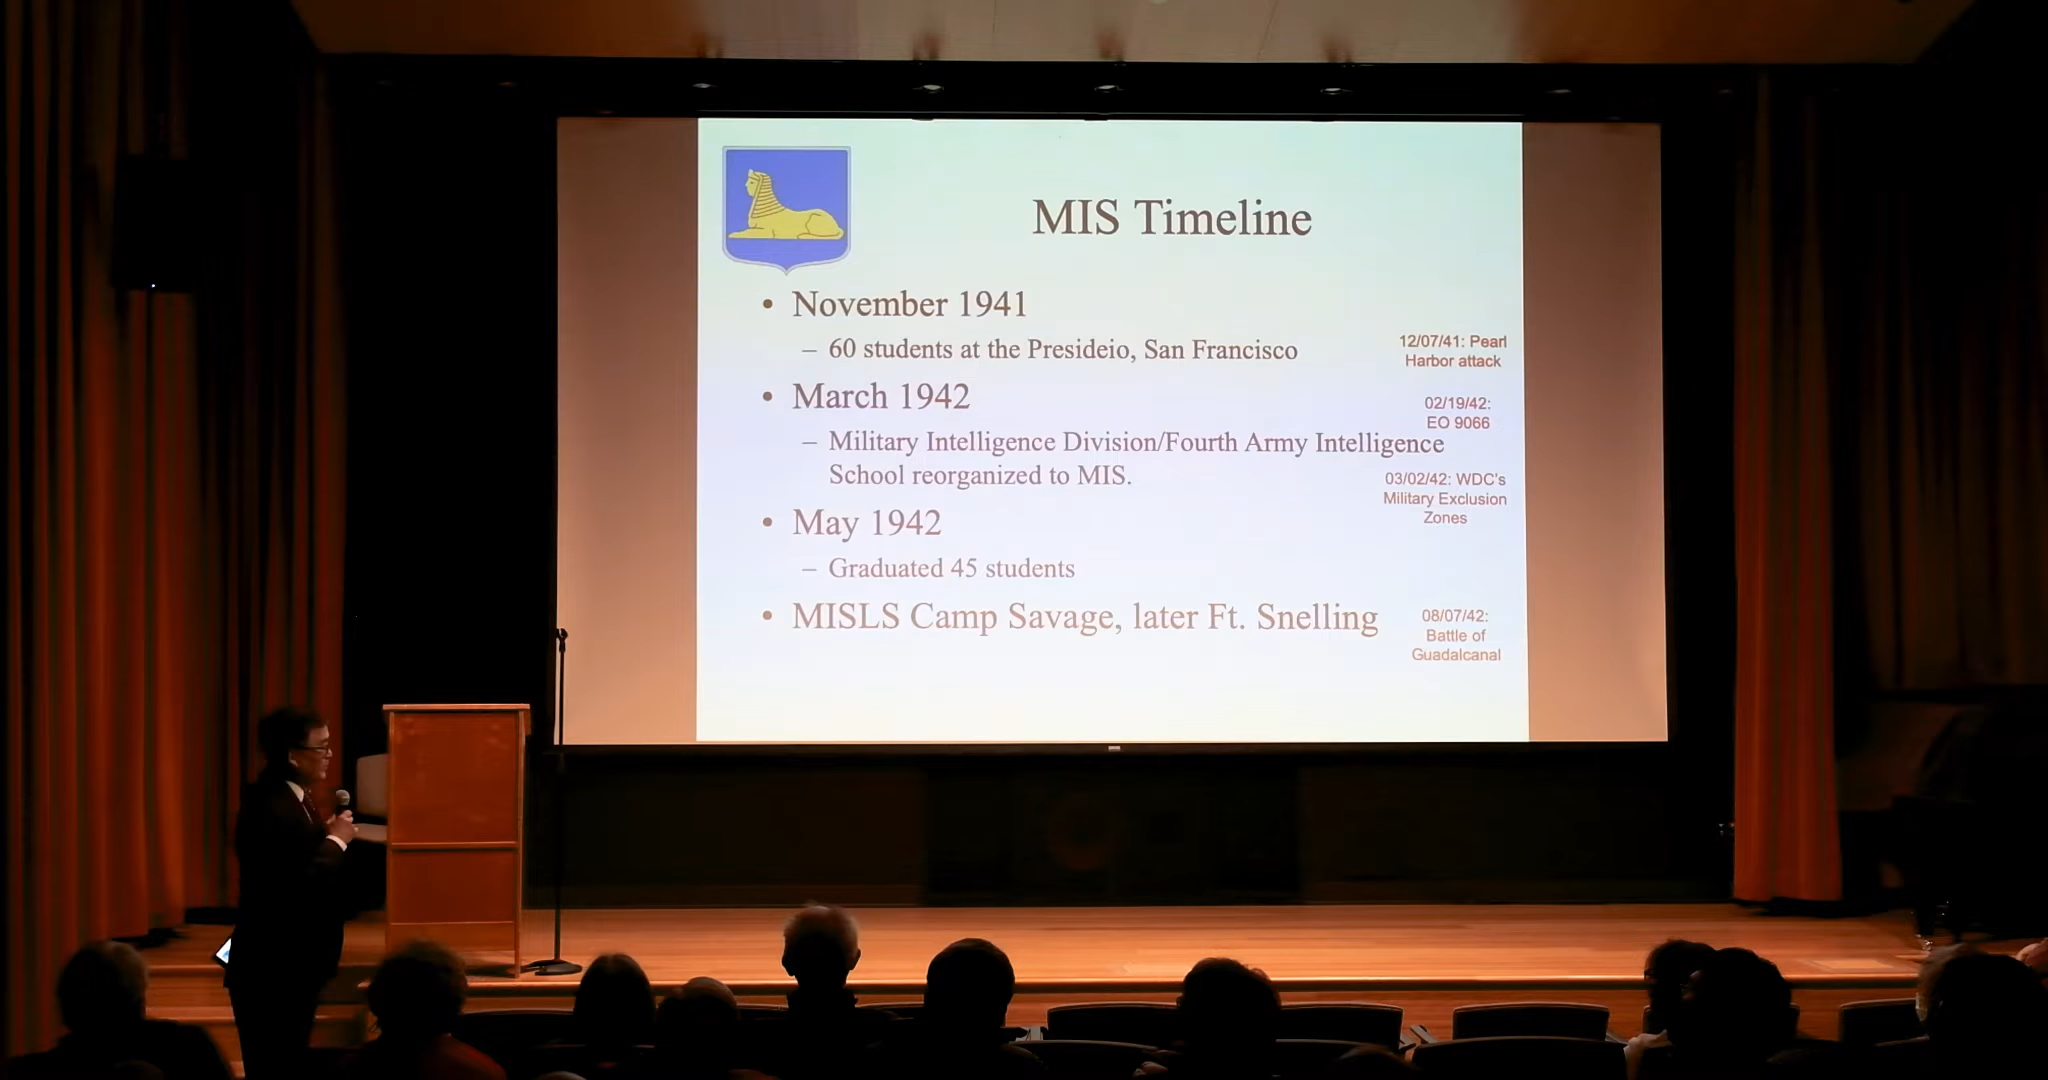 MIS Timeline
• November 1941
– 60 students at the Presideio, San Francisco
12/07/41: Pearl
Harbor attack
• March 1942
02/19/42:
EO 9066
– Military Intelligence Division/Fourth Army Intelligence
School reorganized to MIS.
03/02/42: WDC's
Military Exclusion
Zones
• May 1942
– Graduated 45 students
• MISLS Camp Savage, later Ft. Snelling
08/07/42:
Battle of
Guadalcanal